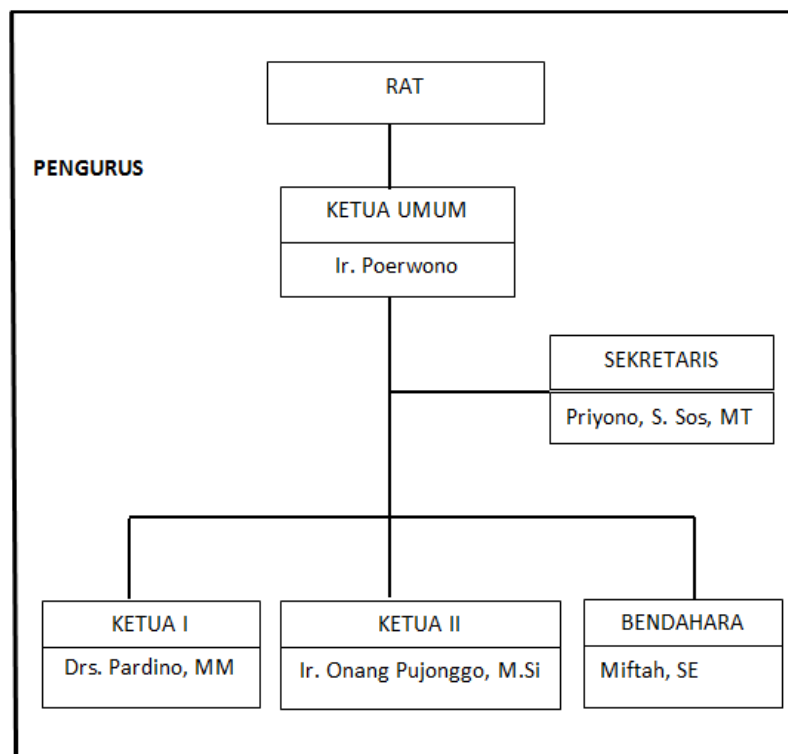 RAT
PENGURUS
KETUA UMUM
Ir. Poerwono
SEKRETARIS
Priyono, S. Sos, MT
KETUA I
Drs. Pardino, MM
KETUA II
Ir. Onang Pujonggo, M.Si
BENDAHARA
Miftah, SE